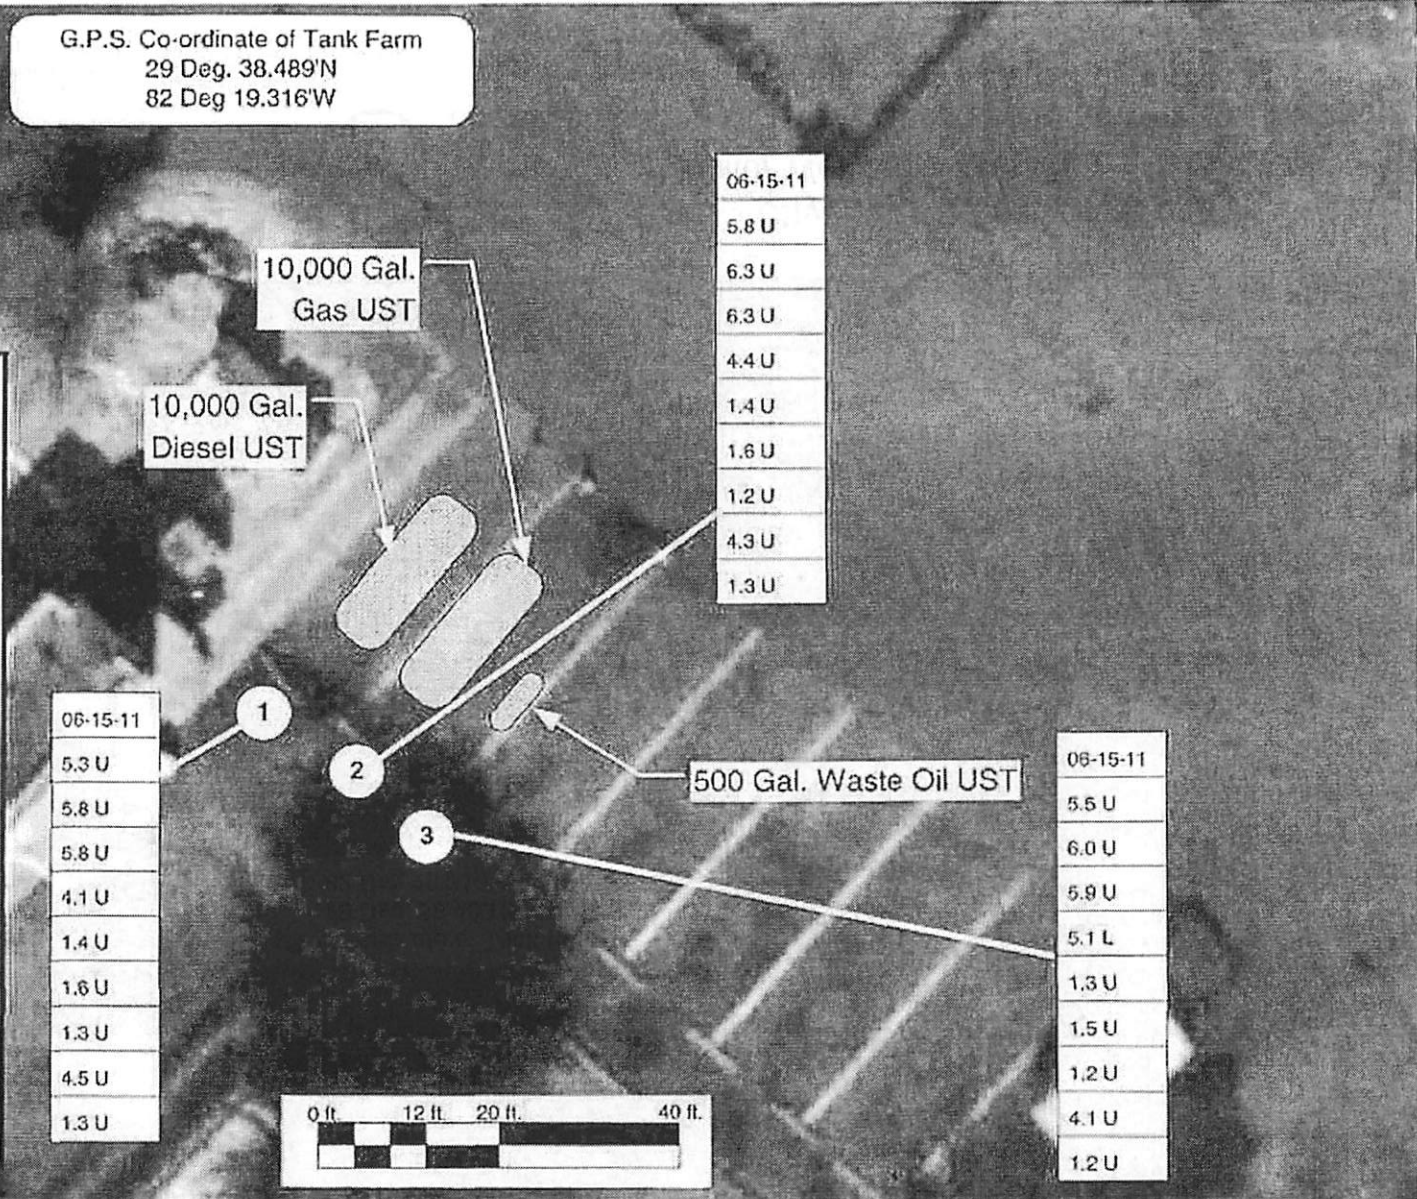 G.P.S. Co-ordinate of Tank Farm
29 Deg. 38.489'N
82 Deg 19.316'W
10,000 Gal.
Gas UST
10,000 Gal.
Diesel UST
06-15-11
5.8 U
6.3 U
6.3 U
4.4 U
1.4 U
1.6 U
1.2 U
4.3 U
1.3 U
1
2
3
500 Gal. Waste Oil UST
06-15-11
5.3 U
5.8 U
5.8 U
4.1 U
1.4 U
1.6 U
1.3 U
4.5 U
1.3 U
06-15-11
5.5 U
6.0 U
5.9 U
5.1 L
1.3 U
1.5 U
1.2 U
4.1 U
1.2 U
0 ft. 12 ft. 20 ft. 40 ft.